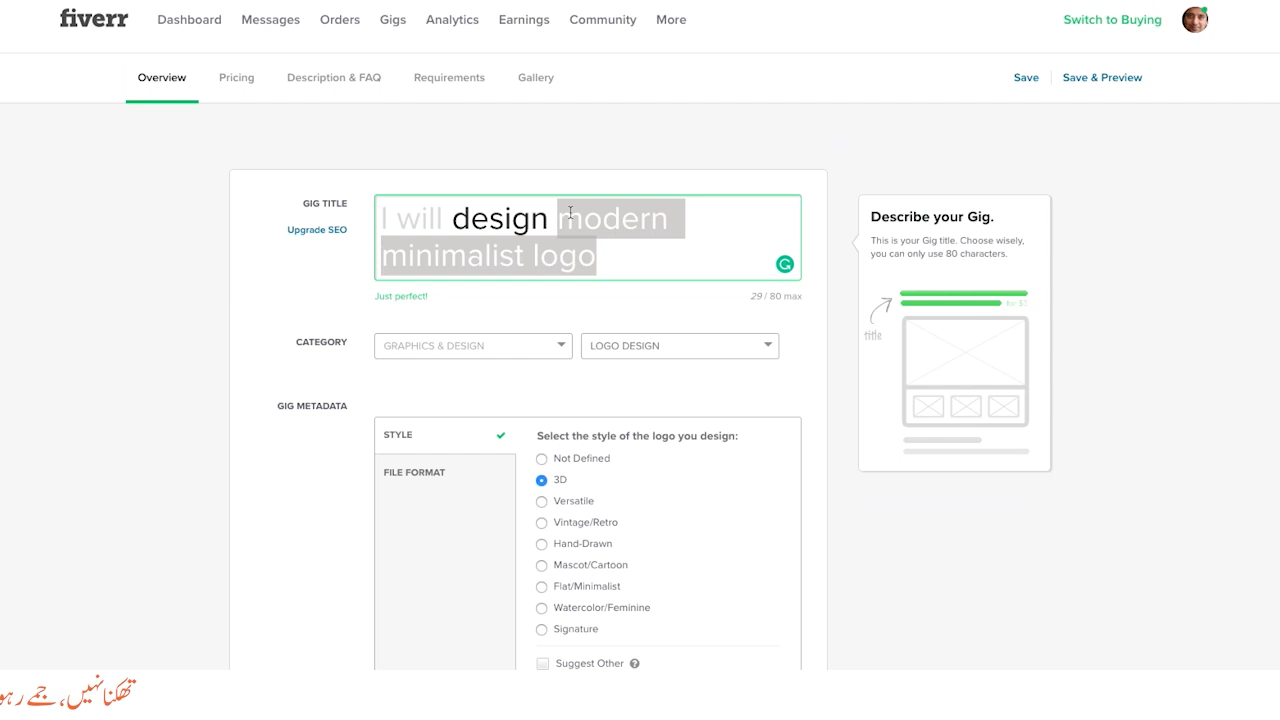 fiverr Dashboard Messages Orders Gigs Analytics Earnings Community More Switch to Buying
Overview Pricing Description & FAQ Requirements Gallery Save Save & Preview
GIG TITLE
Upgrade SEO
I will design modern
minimalist logo
Just perfect! 29 / 80 max
Describe your Gig.
This is your Gig title. Choose wisely,
you can only use 80 characters.
for $5
title
CATEGORY GRAPHICS & DESIGN LOGO DESIGN
GIG METADATA
STYLE
FILE FORMAT
Select the style of the logo you design:
Not Defined
3D
Versatile
Vintage/Retro
Hand-Drawn
Mascot/Cartoon
Flat/Minimalist
Watercolor/Feminine
Signature
Suggest Other ?
تھکنا نہیں، جمے رہو